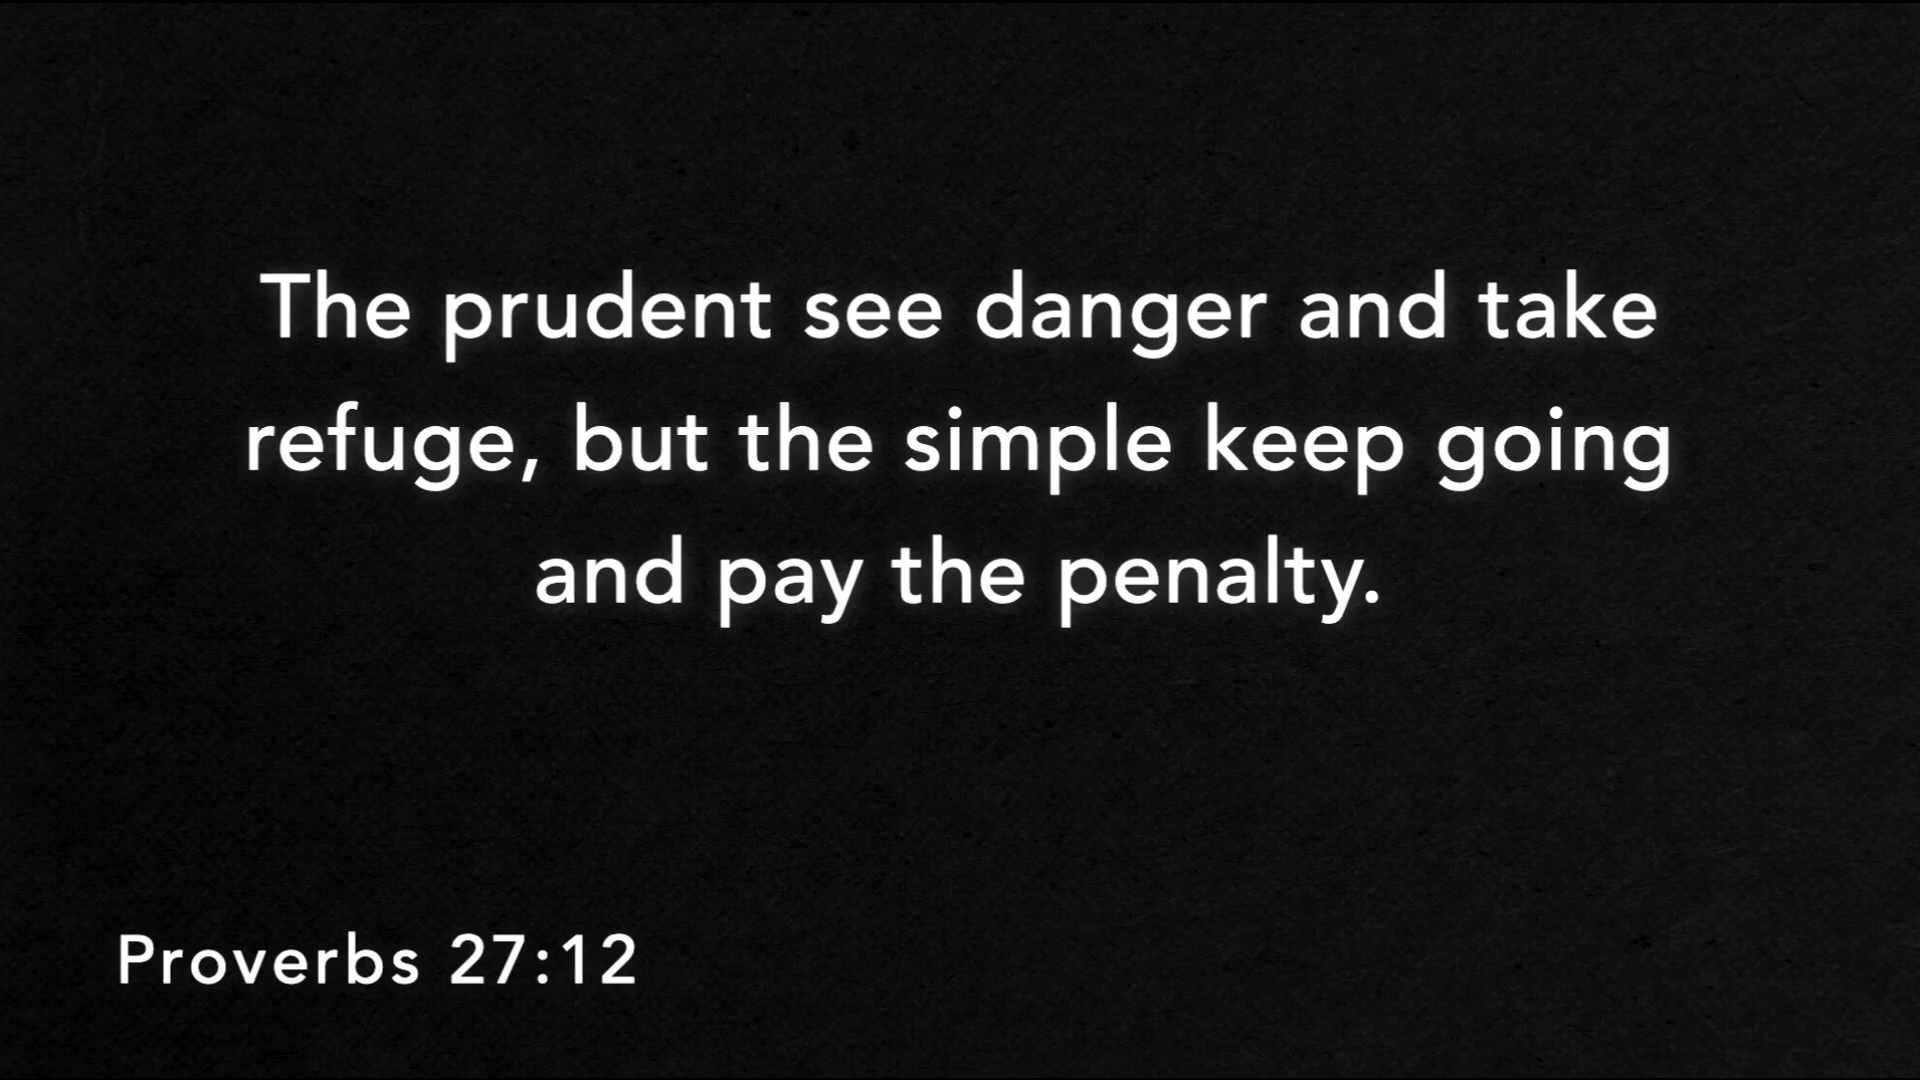 The prudent see danger and take
refuge, but the simple keep going
and pay the penalty.
Proverbs 27:12